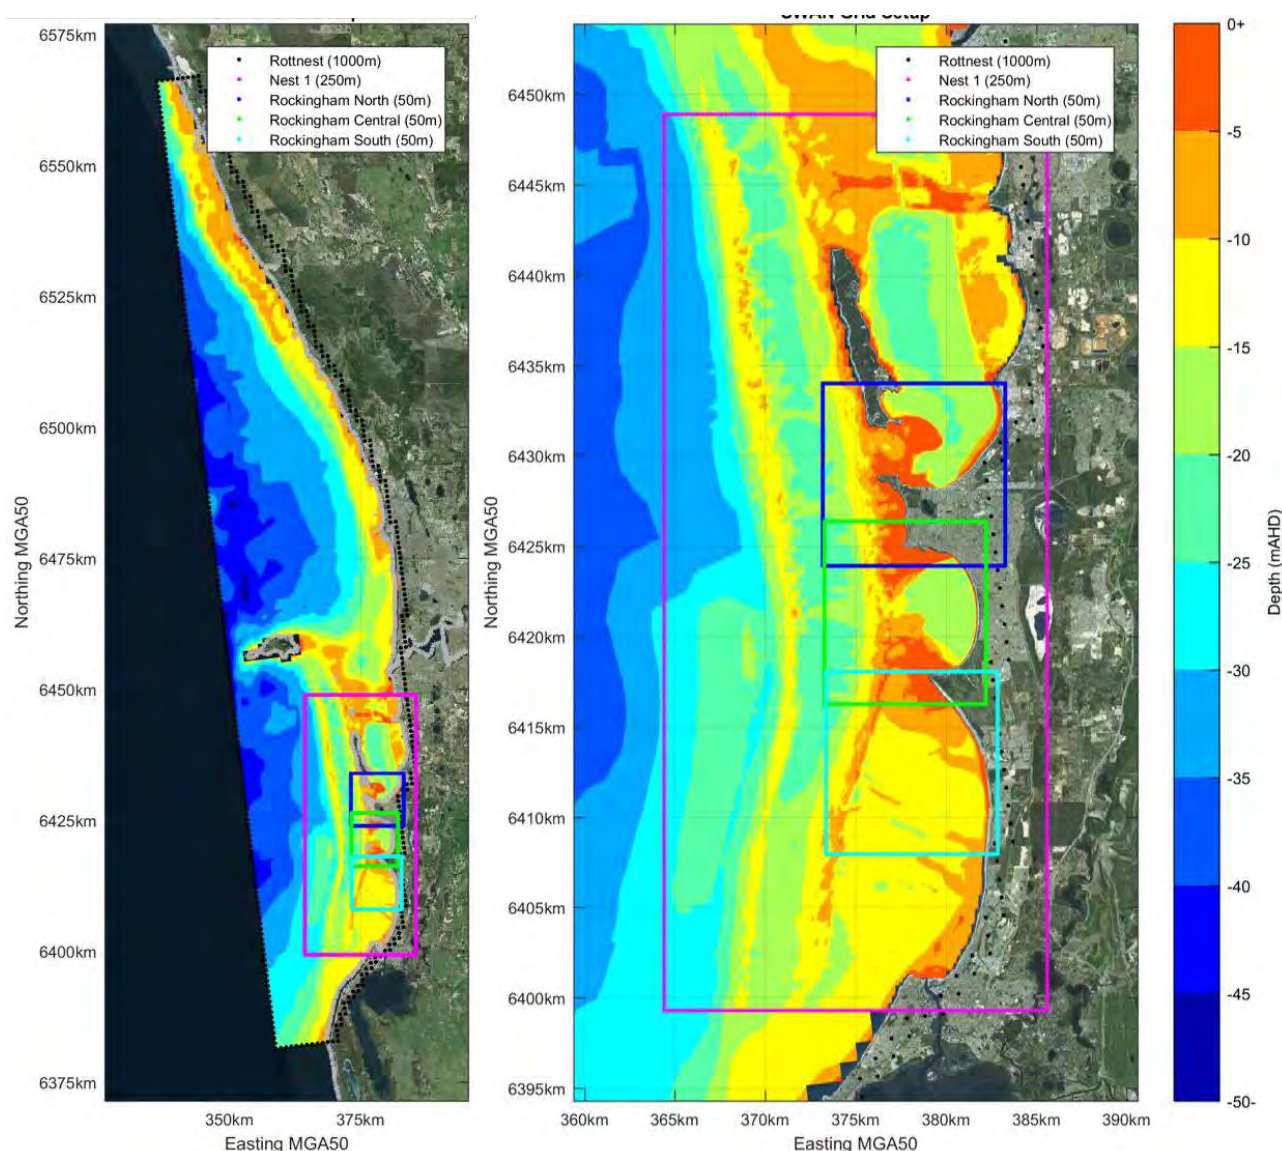 SWAN Grid Setup
6575km
6550km
6525km
6500km
6475km
6450km
6425km
6400km
6375km
Northing MGA50
350km
375km
Easting MGA50
Rottnest (1000m)
Nest 1 (250m)
Rockingham North (50m)
Rockingham Central (50m)
Rockingham South (50m)
6450km
6445km
6440km
6435km
6430km
6425km
6420km
6415km
6410km
6405km
6400km
6395km
Northing MGA50
360km
365km
370km
375km
380km
385km
390km
Easting MGA50
Rottnest (1000m)
Nest 1 (250m)
Rockingham North (50m)
Rockingham Central (50m)
Rockingham South (50m)
0+
-5
-10
-15
-20
-25
-30
-35
-40
-45
-50-
Depth (mAHD)